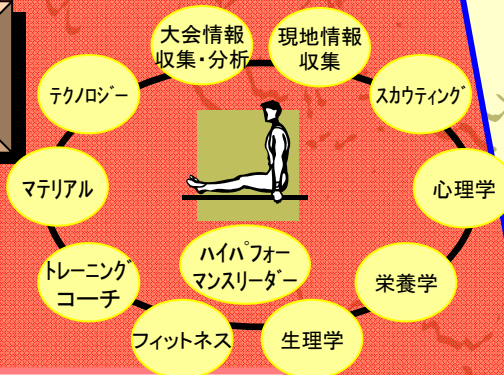 大会情報
収集・分析
現地情報
収集
テクノロジー
スカウティング
マテリアル
心理学
トレーニング
コーチ
ハイパフォー
マンスリーダー
栄養学
フィットネス
生理学